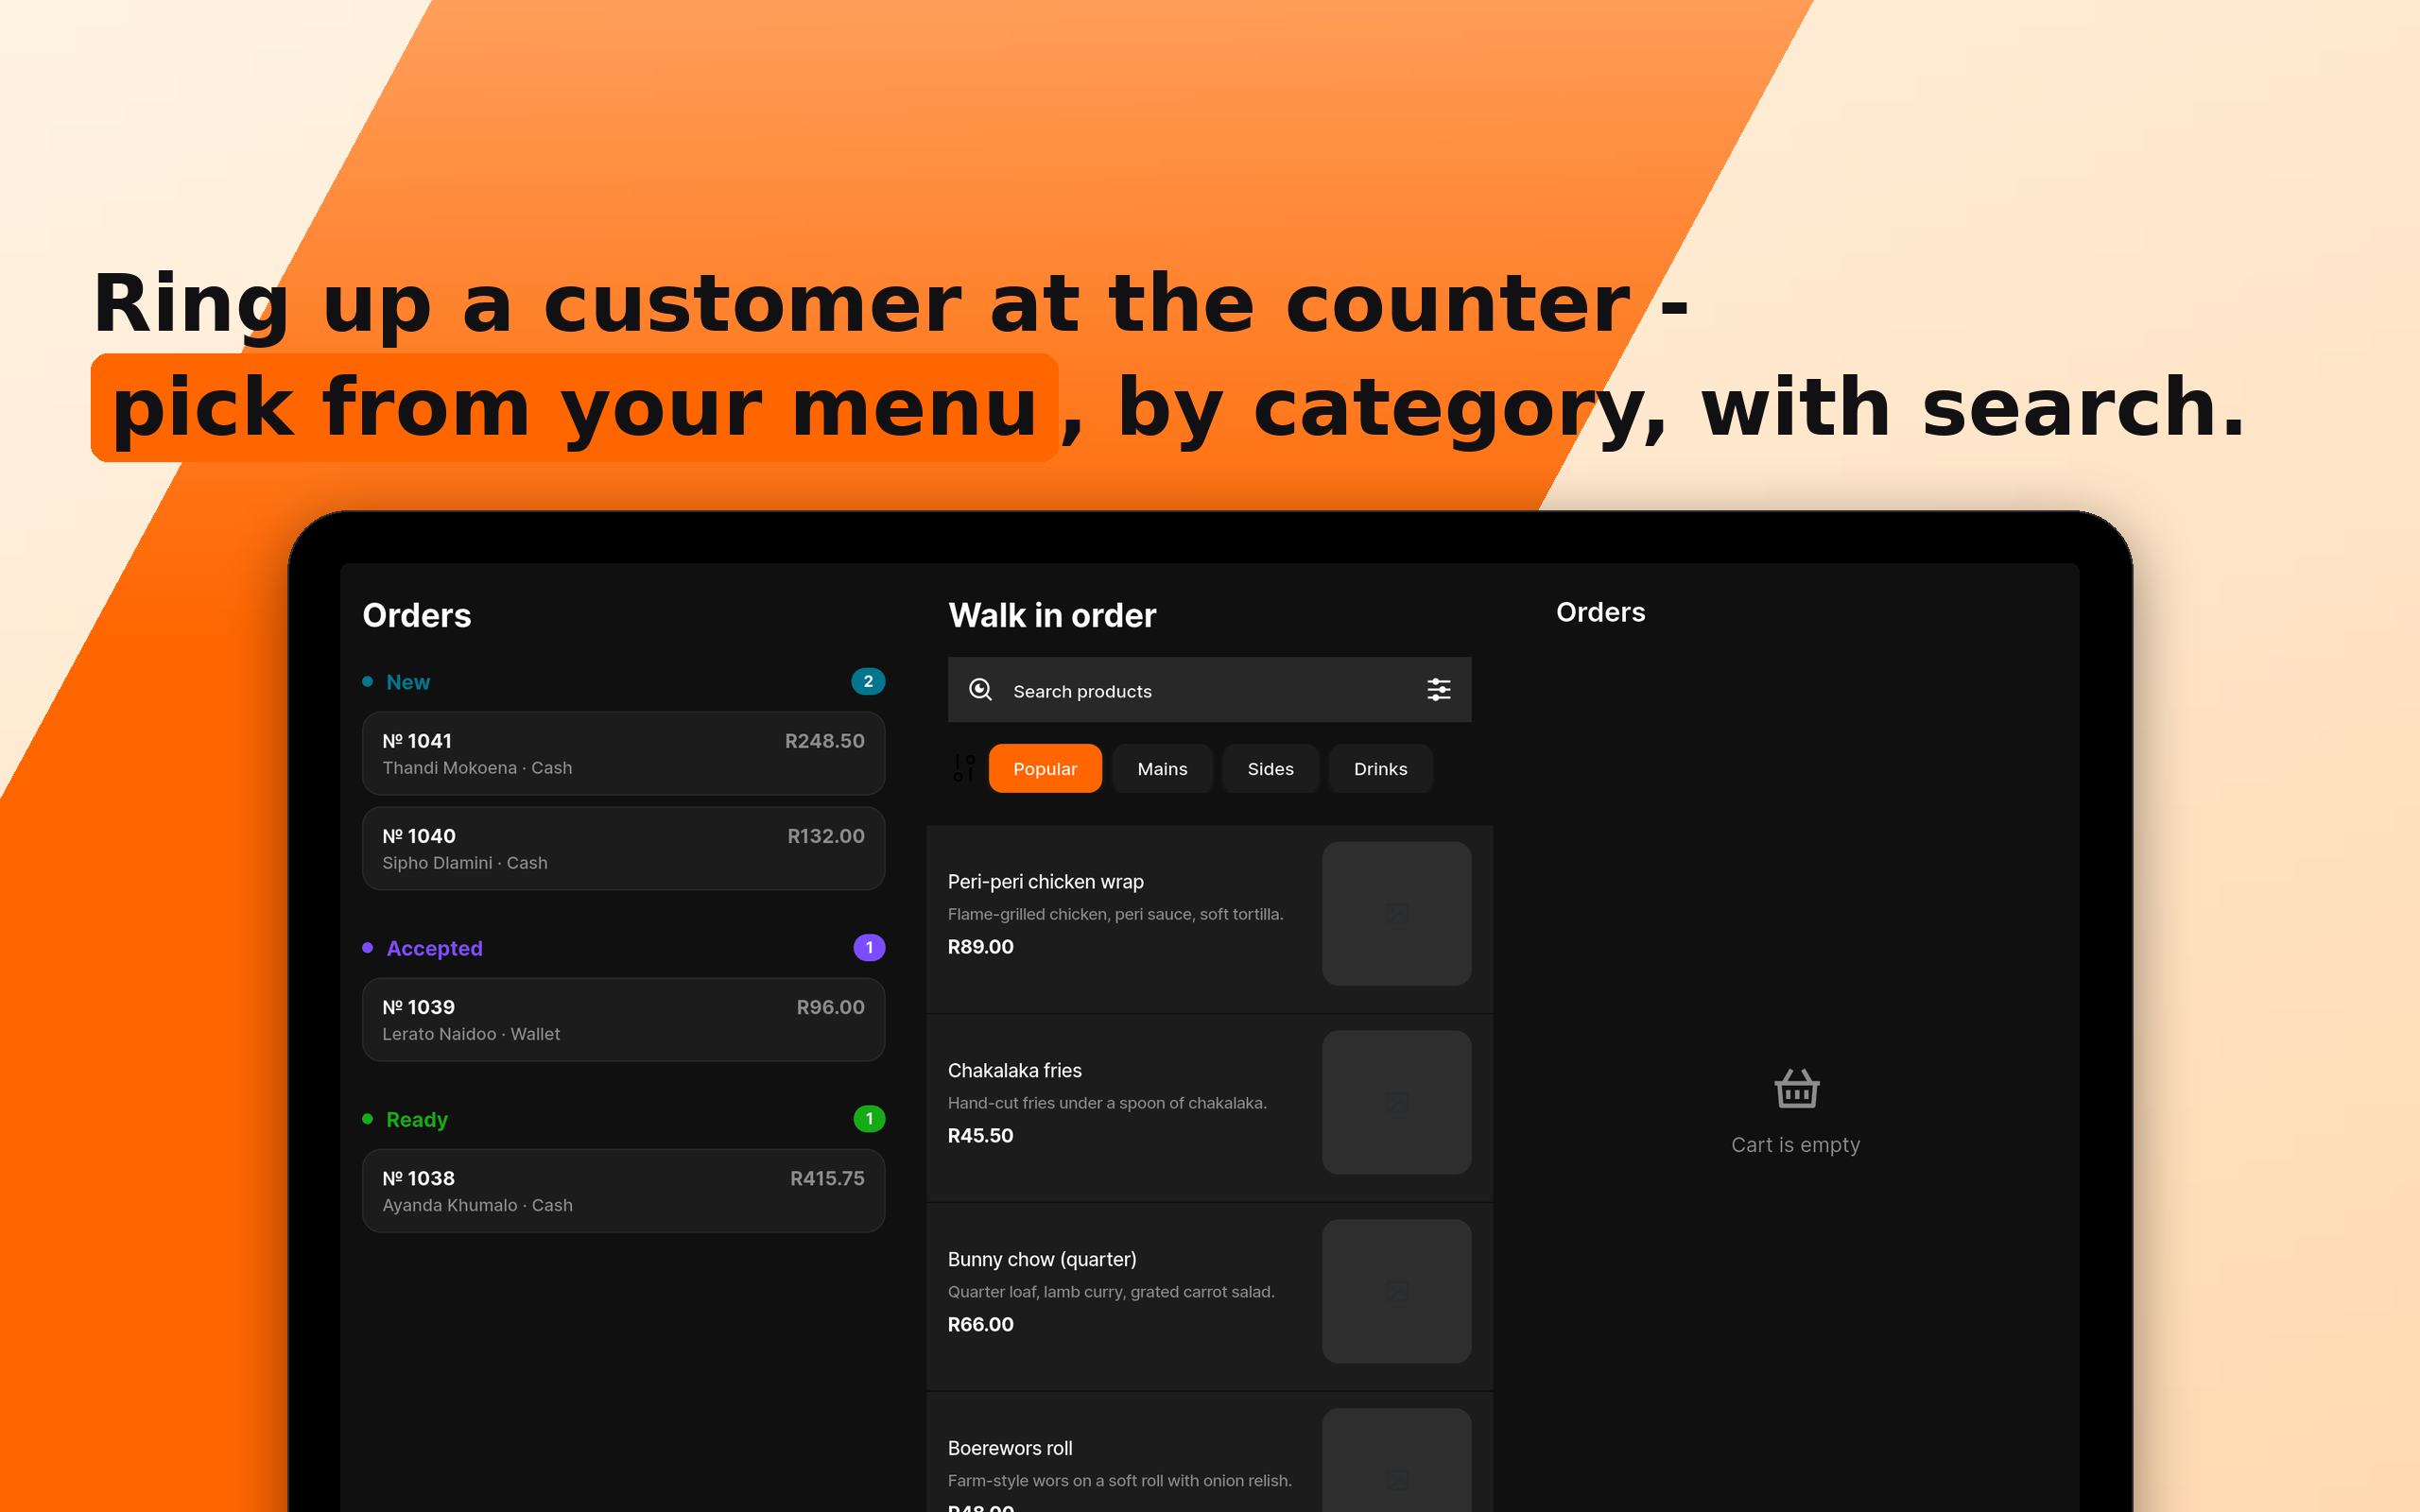 Ring up a customer at the counter -
pick from your menu, by category, with search.
Orders
New
2
№ 1041
R248.50
Thandi Mokoena · Cash
№ 1040
R132.00
Sipho Dlamini · Cash
Accepted
1
№ 1039
R96.00
Lerato Naidoo · Wallet
Ready
1
№ 1038
R415.75
Ayanda Khumalo · Cash
Walk in order
Search products
Popular
Mains
Sides
Drinks
Peri-peri chicken wrap
Flame-grilled chicken, peri sauce, soft tortilla.
R89.00
Chakalaka fries
Hand-cut fries under a spoon of chakalaka.
R45.50
Bunny chow (quarter)
Quarter loaf, lamb curry, grated carrot salad.
R66.00
Boerewors roll
Farm-style wors on a soft roll with onion relish.
R48.00
Orders
Cart is empty